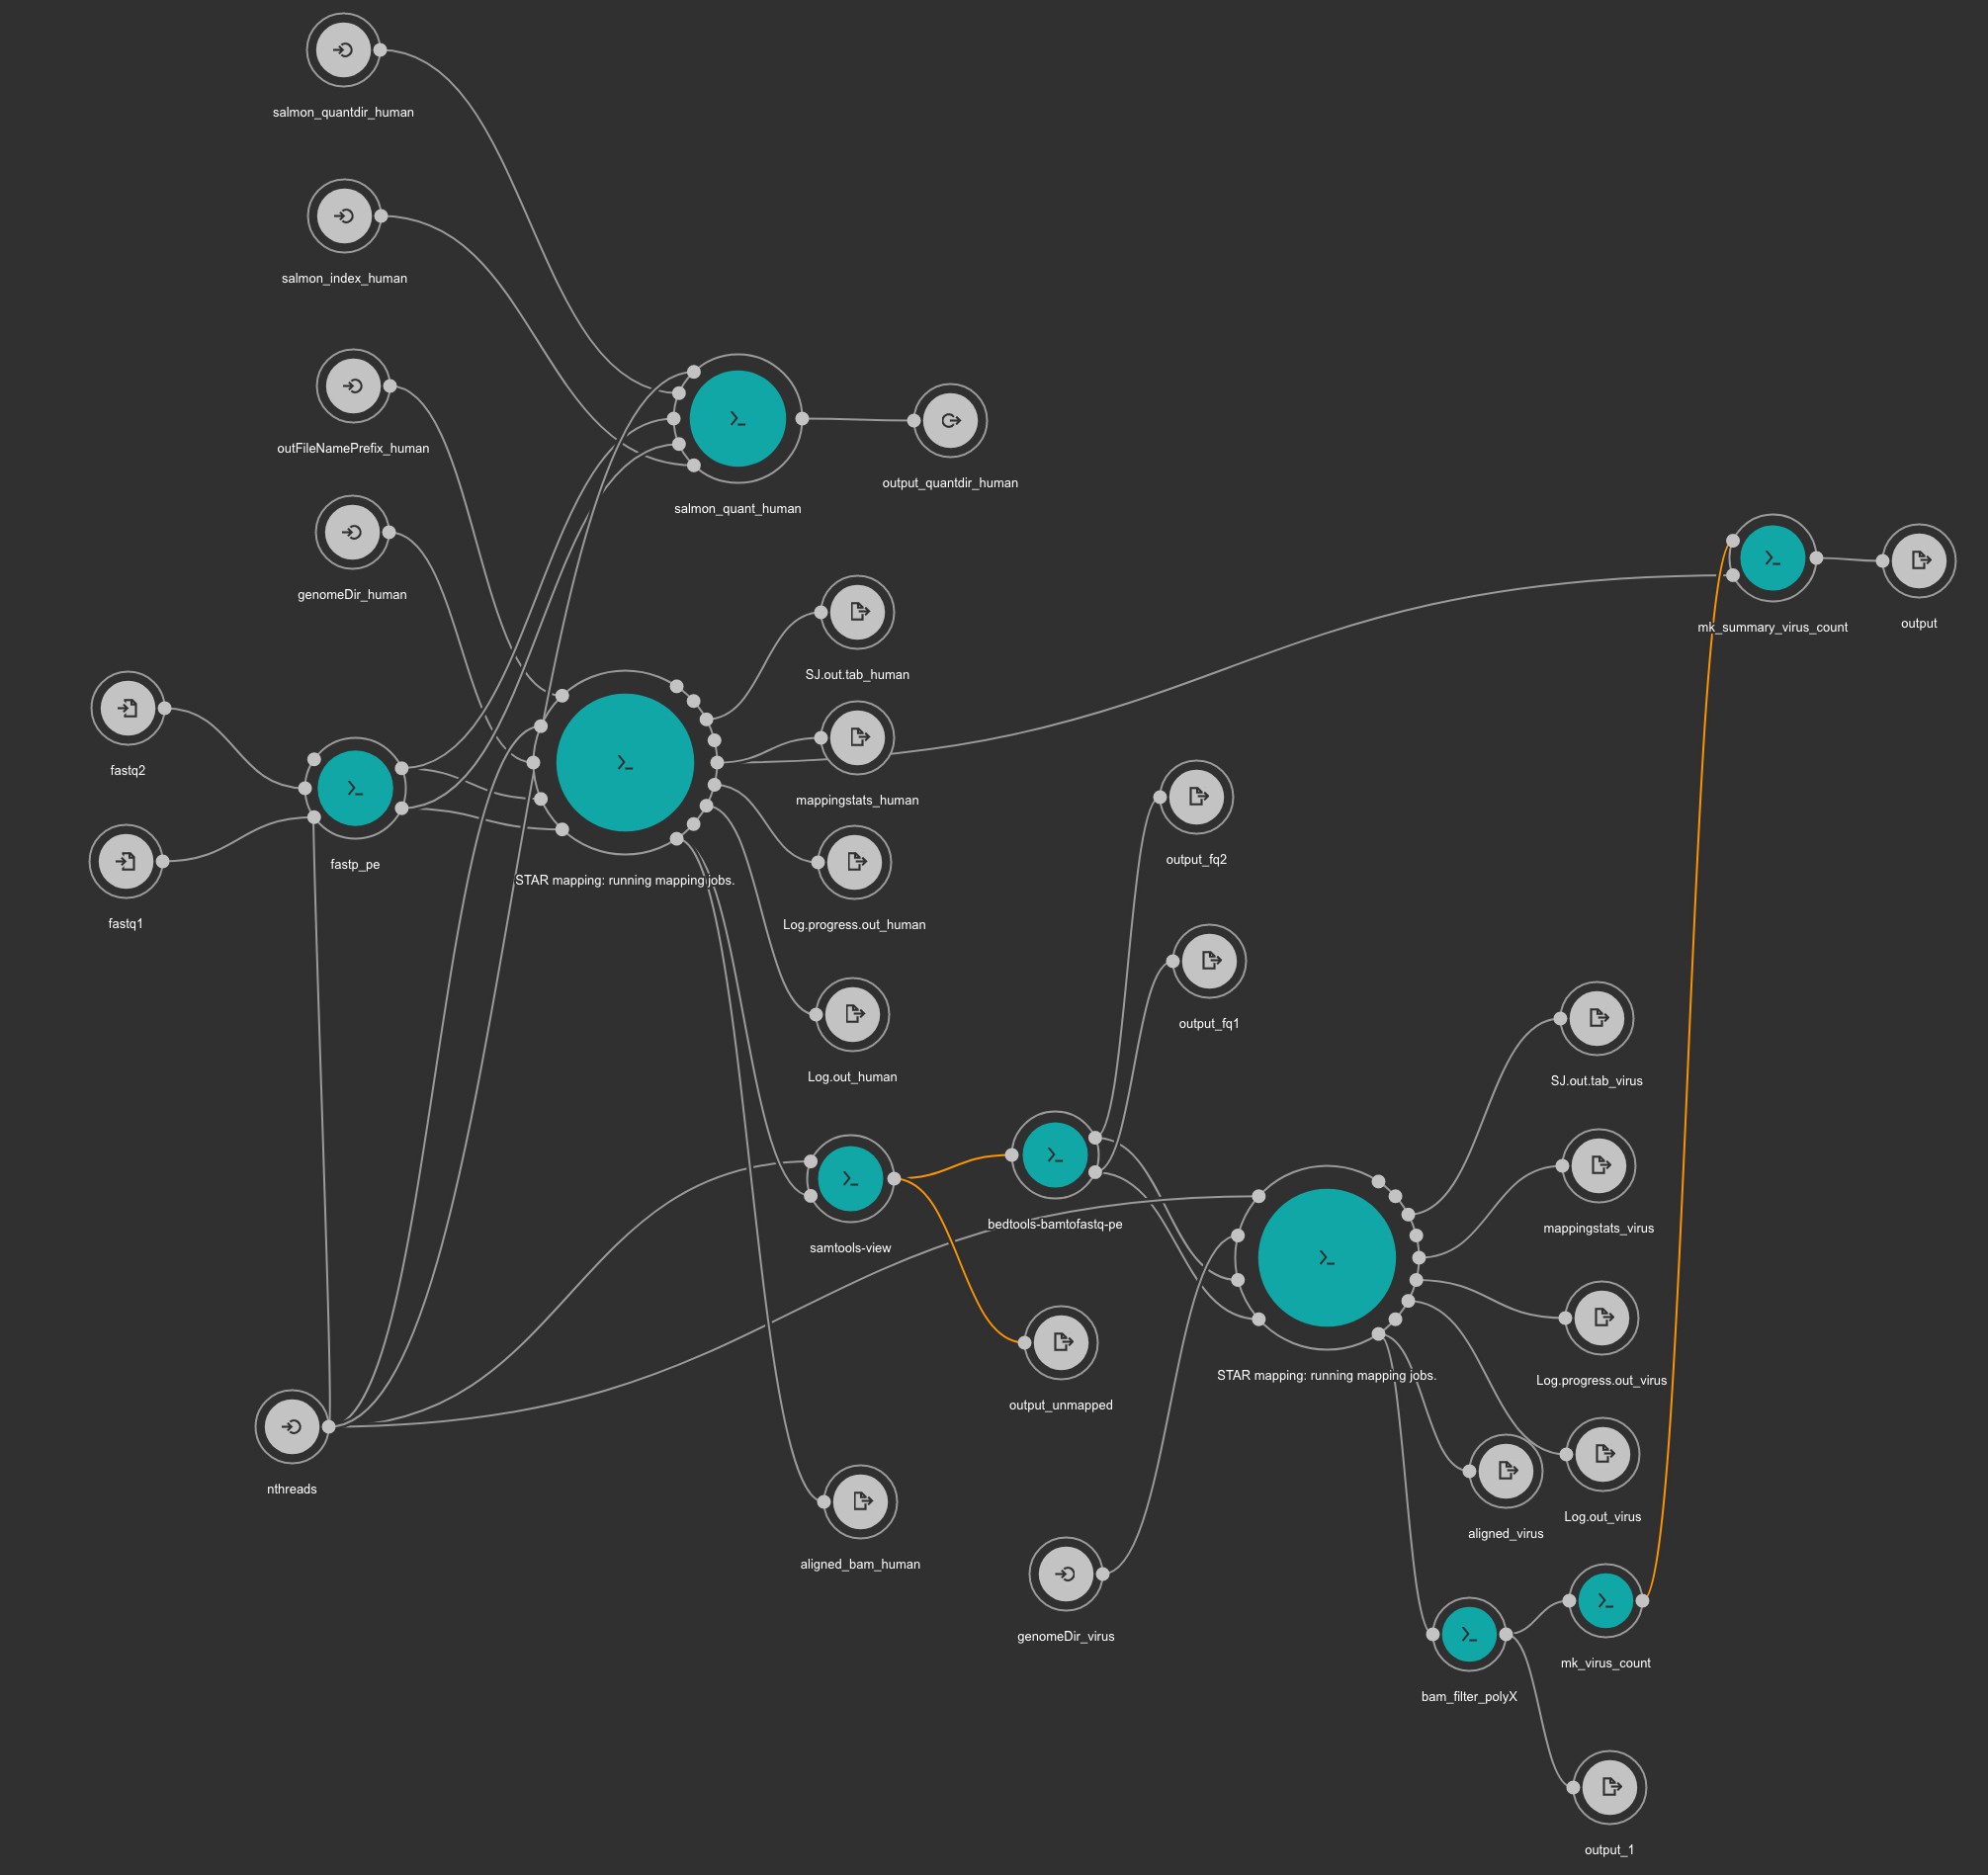 salmon_quantdir_human
salmon_index_human
outFileNamePrefix_human
output_quantdir_human
salmon_quant_human
genomeDir_human
output
mk_summary_virus_count
SJ.out.tab_human
fastq2
mappingstats_human
output_fq2
fastp_pe
STAR mapping: running mapping jobs.
fastq1
Log.progress.out_human
output_fq1
Log.out_human
SJ.out.tab_virus
bedtools-bamtofastq-pe
mappingstats_virus
samtools-view
STAR mapping: running mapping jobs.
Log.progress.out_virus
output_unmapped
nthreads
Log.out_virus
aligned_virus
aligned_bam_human
genomeDir_virus
mk_virus_count
bam_filter_polyX
output_1